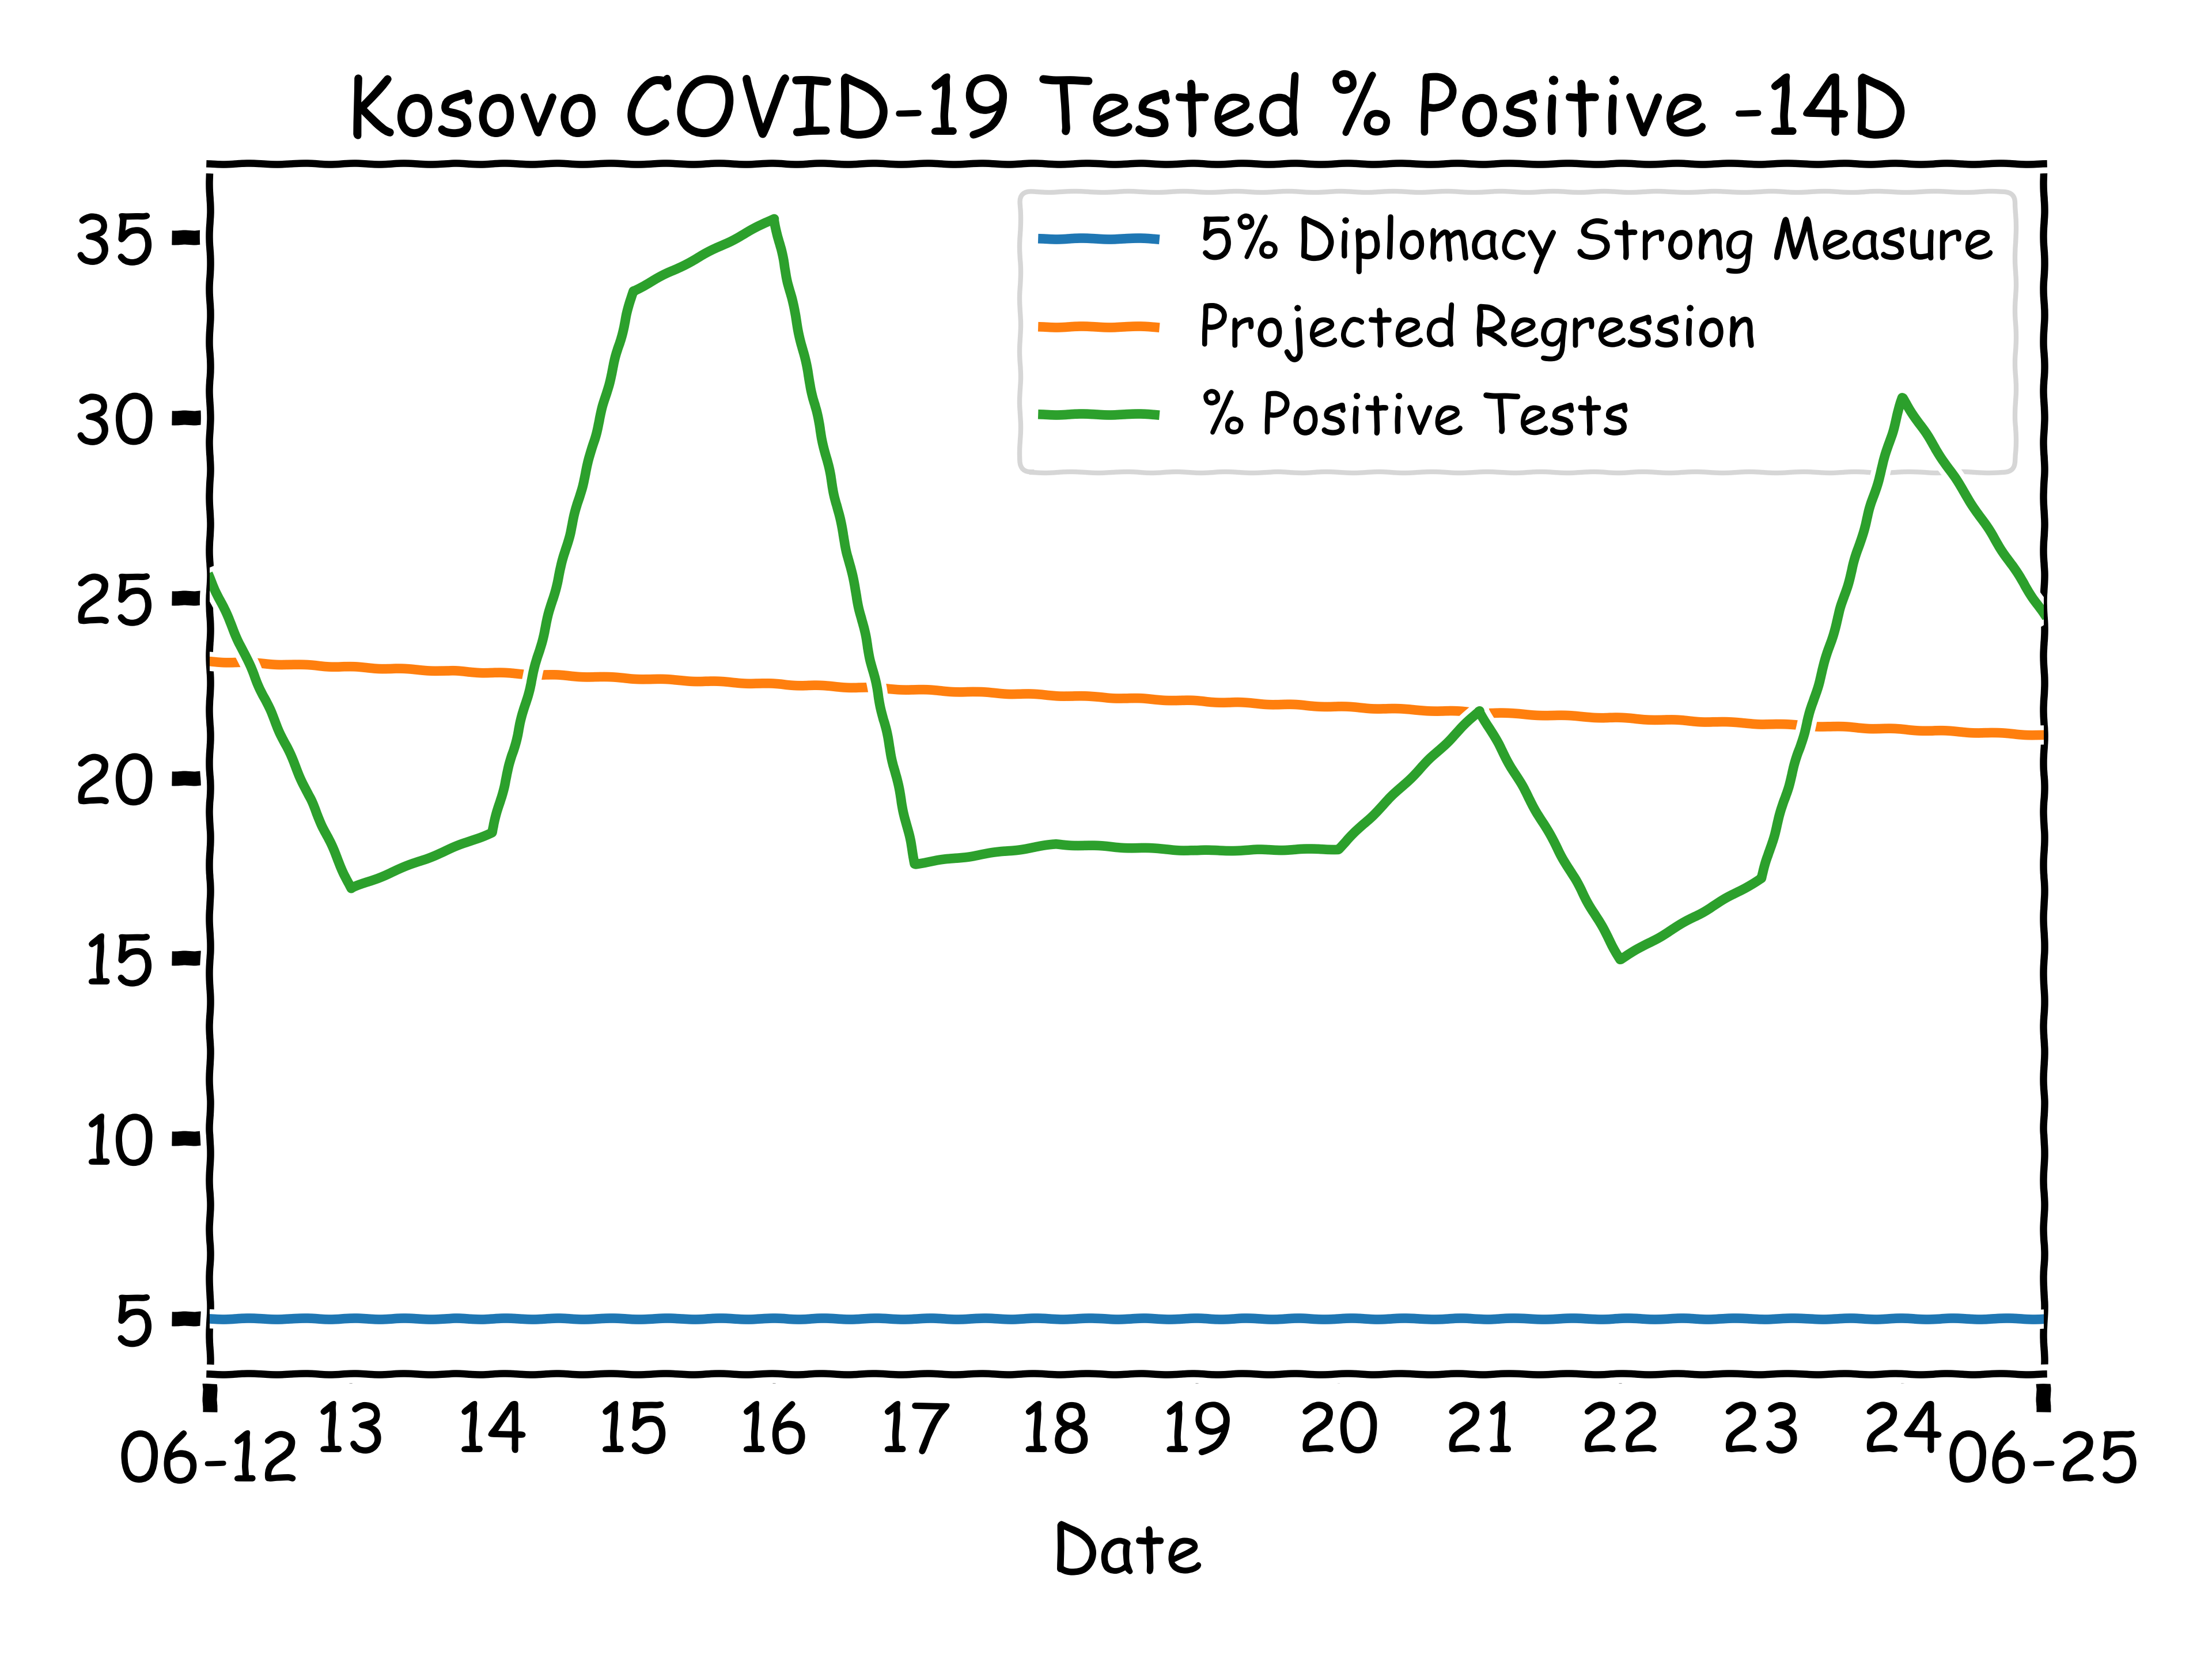 Kosovo COVID-19 Tested % Positive -14D
5% Diplomacy Strong Measure
Projected Regression
% Positive Tests
35
30
25
20
15
10
5
06-12 13 14 15 16 17 18 19 20 21 22 23 24 06-25
Date